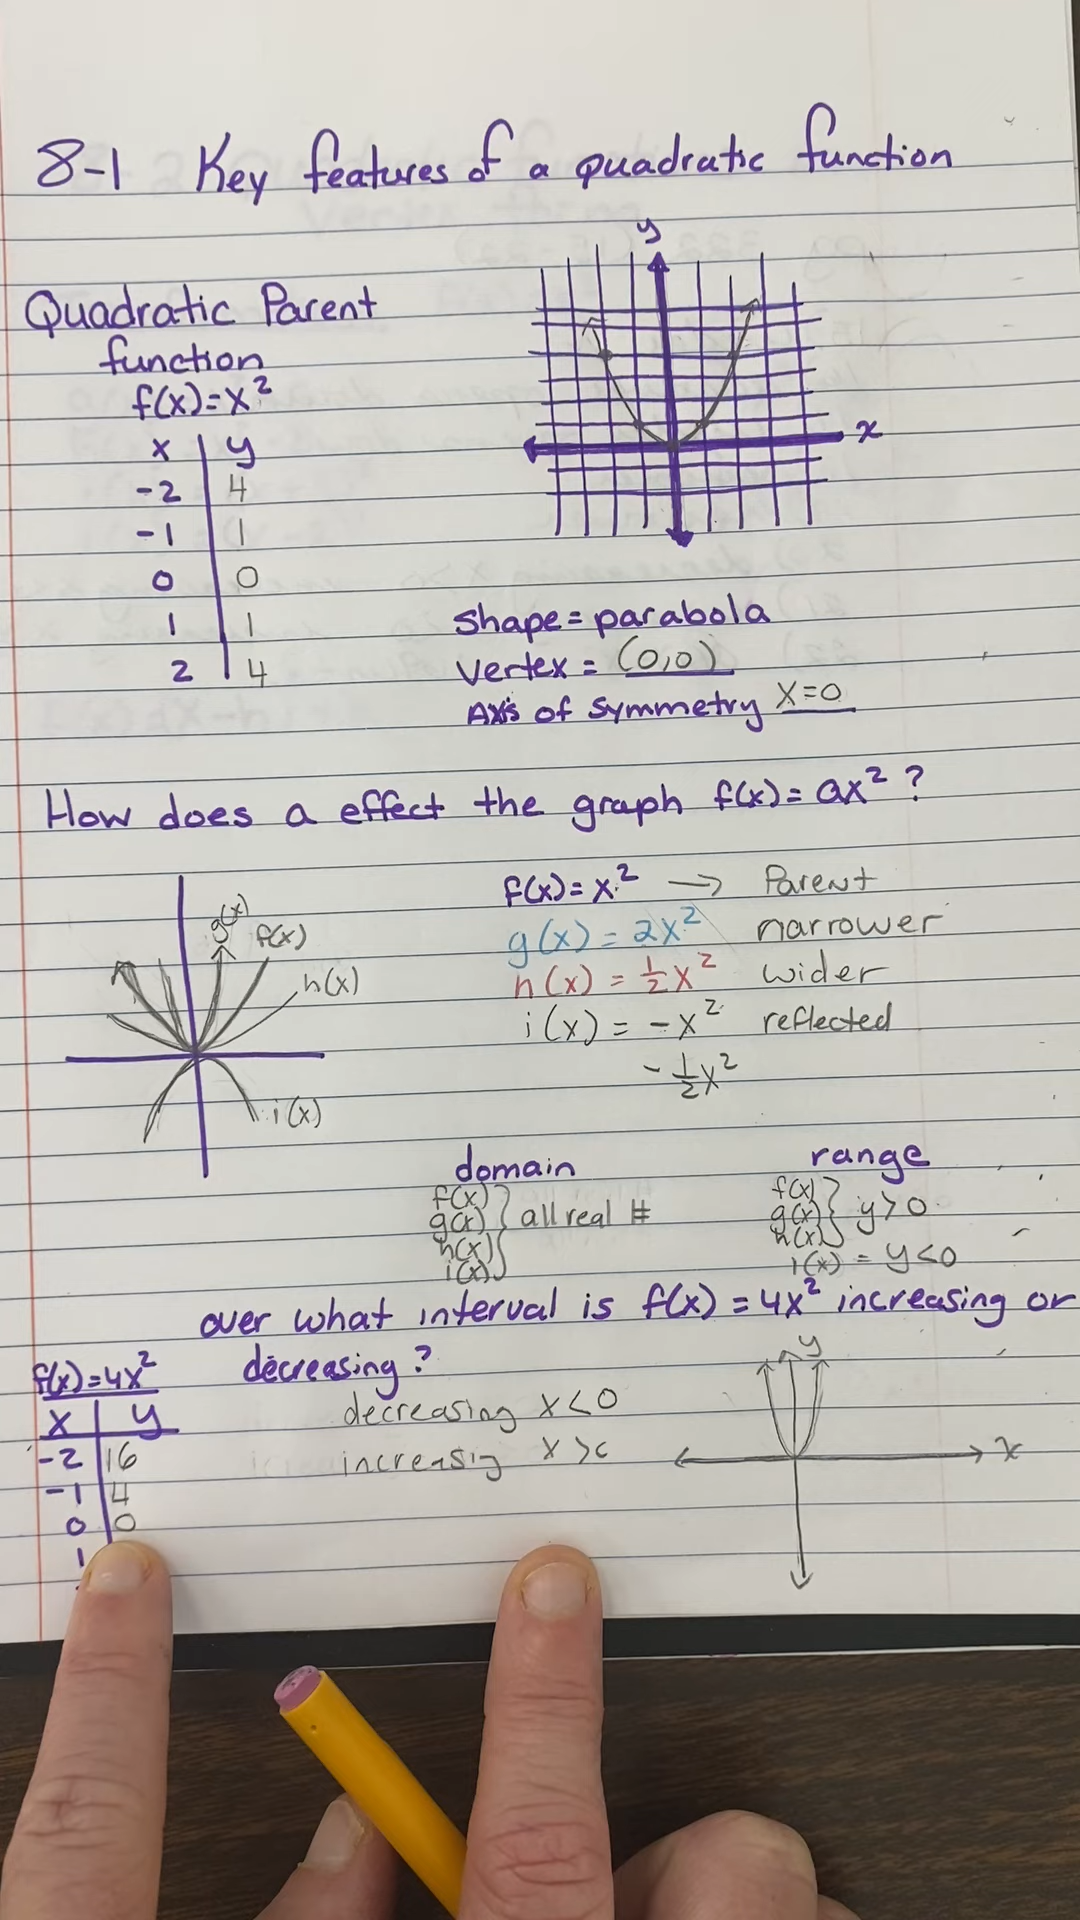 8-1 Key features of a quadratic function
y
Quadratic Parent
function
f(x)=x²
x
x y
-2 4
-1 1
0 0
1 1
2 4
Shape = parabola
Vertex = (0,0)
Axis of Symmetry X=0
How does a effect the graph f(x)= ax² ?
g(x)
f(x)
h(x)
i(x)
f(x)= x² → Parent
g(x) = 2x² narrower
h(x) = ½x² wider
i(x) = -x² reflected
-½x²
domain
f(x)
g(x) } all real #
h(x)
i(x)
range
f(x)
g(x) } y>0
h(x)
i(x) = y<0
over what interval is f(x) = 4x² increasing or
decreasing?
f(x)=4x²
x y
-2 16
-1 4
0 0
1
decreasing x<0
increasig x >
y
x